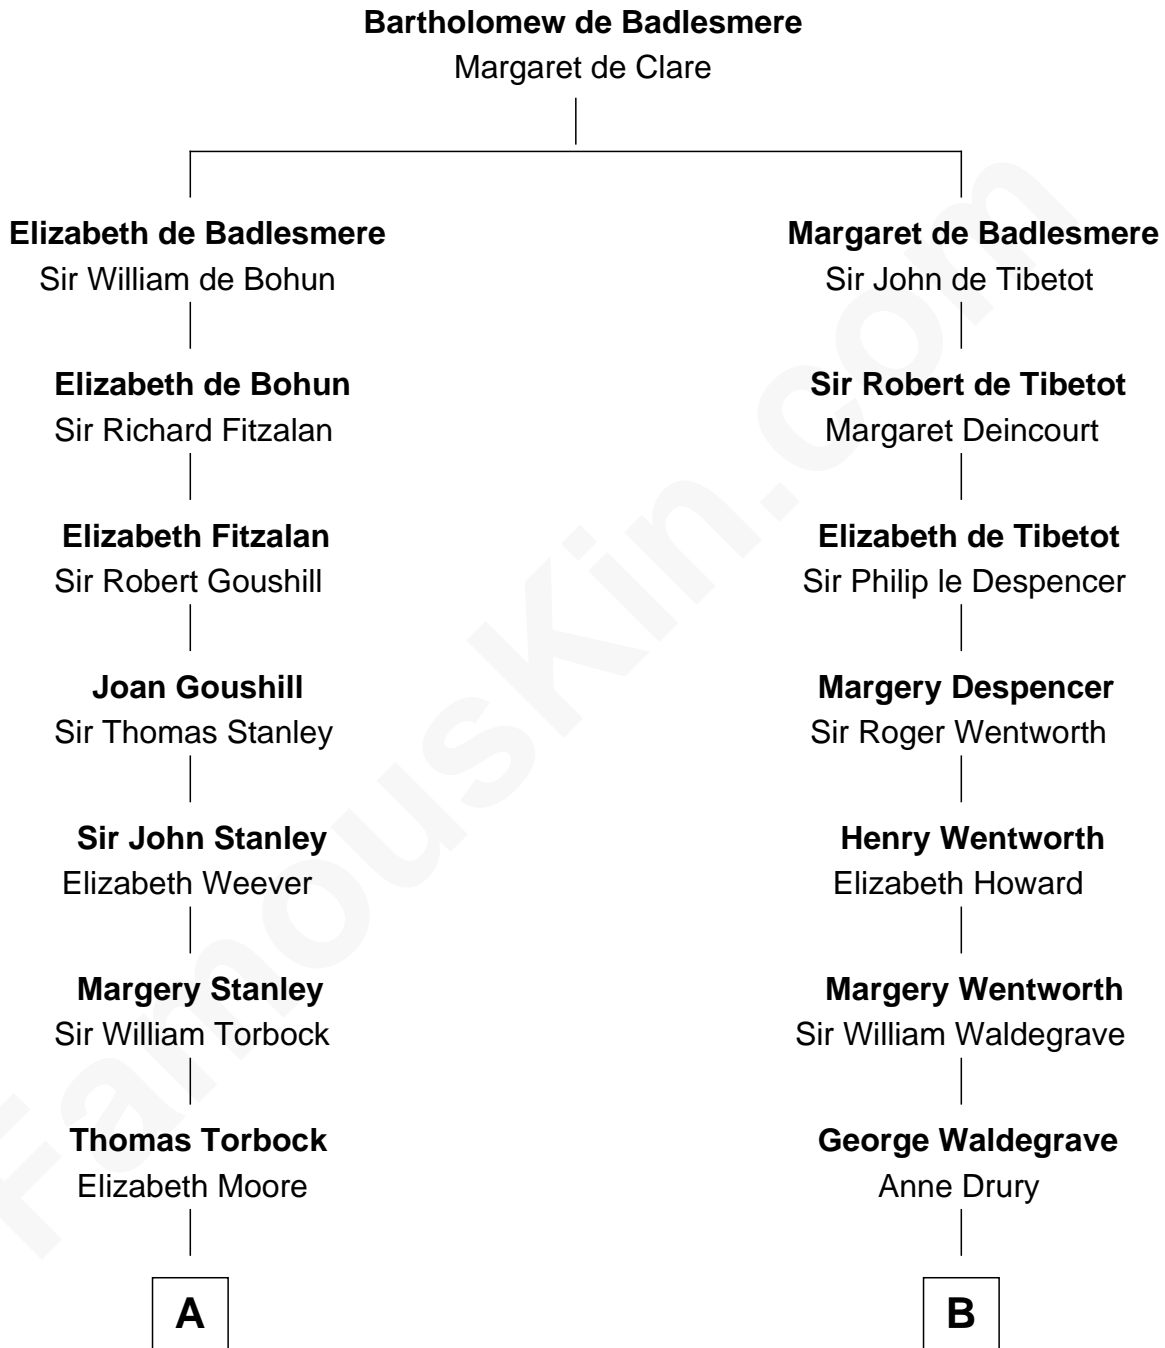 Bartholomew de Badlesmere
Margaret de Clare
Elizabeth de Badlesmere
Sir William de Bohun
Elizabeth de Bohun
Sir Richard Fitzalan
Elizabeth Fitzalan
Sir Robert Goushill
Joan Goushill
Sir Thomas Stanley
Sir John Stanley
Elizabeth Weever
Margery Stanley
Sir William Torbock
Thomas Torbock
Elizabeth Moore
A
Margaret de Badlesmere
Sir John de Tibetot
Sir Robert de Tibetot
Margaret Deincourt
Elizabeth de Tibetot
Sir Philip le Despencer
Margery Despencer
Sir Roger Wentworth
Henry Wentworth
Elizabeth Howard
Margery Wentworth
Sir William Waldegrave
George Waldegrave
Anne Drury
B
FamousKin.com